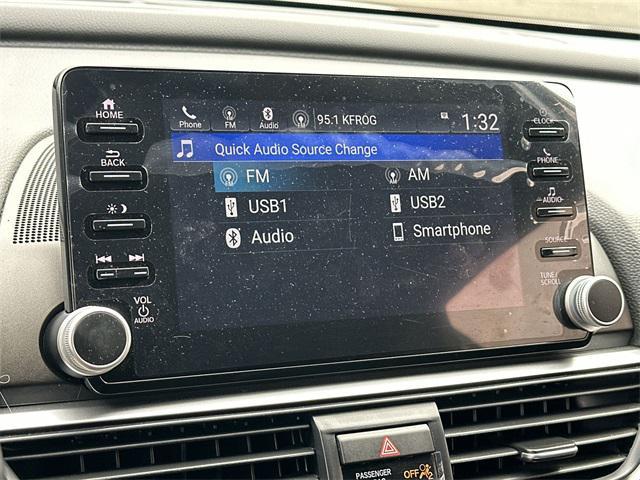 HOME
BACK
VOL
AUDIO
Phone FM Audio FM 95.1 KFROG 1:32
Quick Audio Source Change
FM AM
USB1 USB2
Audio Smartphone
CLOCK
PHONE
AUDIO
SOURCE
TUNE/
SCROLL
PASSENGER
OFF